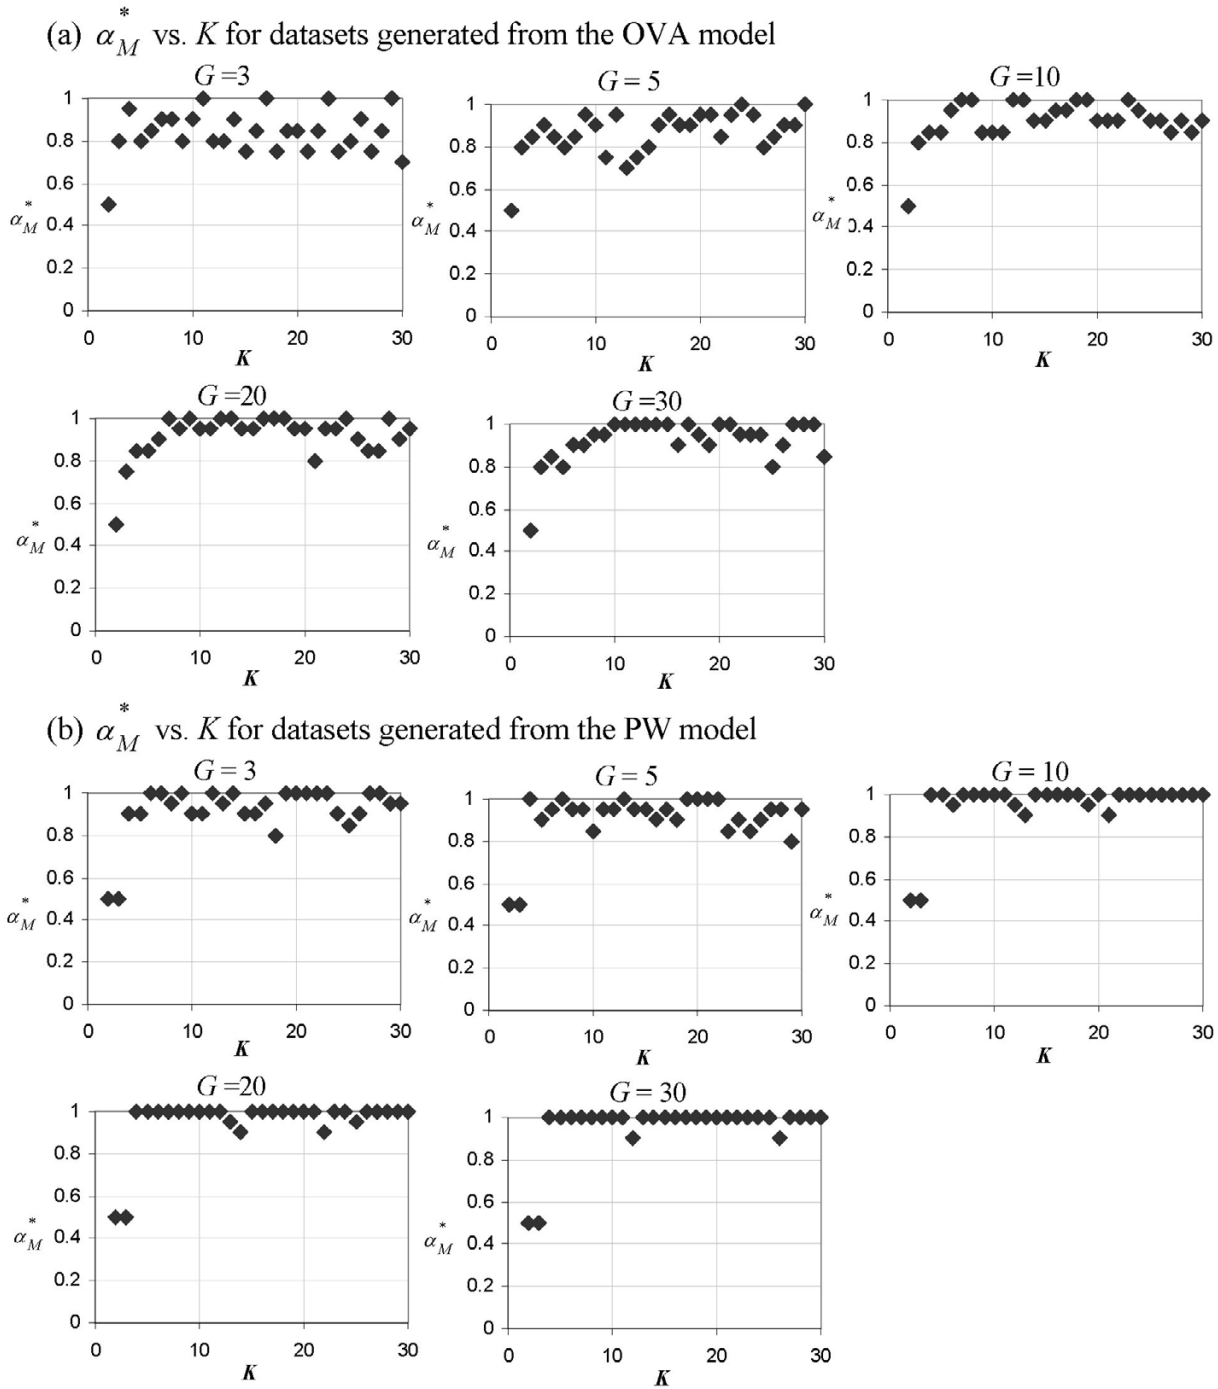 (a) α*M vs. K for datasets generated from the OVA model
G =3
G = 5
G =10
1
0.8
0.6
α*M 0.4
0.2
0
0 10 20 30
K
1
0.8
0.6
α*M 0.4
0.2
0
0 10 20 30
K
1
0.8
0.6
α*M 0.4
0.2
0
0 10 20 30
K
G =20
G =30
1
0.8
0.6
α*M 0.4
0.2
0
0 10 20 30
K
1
0.8
0.6
α*M 0.4
0.2
0
0 10 20 30
K
(b) α*M vs. K for datasets generated from the PW model
G = 3
G = 5
G = 10
1
0.8
0.6
α*M 0.4
0.2
0
0 10 20 30
K
1
0.8
0.6
α*M 0.4
0.2
0
0 10 20 30
K
1
0.8
0.6
α*M 0.4
0.2
0
0 10 20 30
K
G =20
G = 30
1
0.8
0.6
α*M 0.4
0.2
0
0 10 20 30
K
1
0.8
0.6
α*M 0.4
0.2
0
0 10 20 30
K